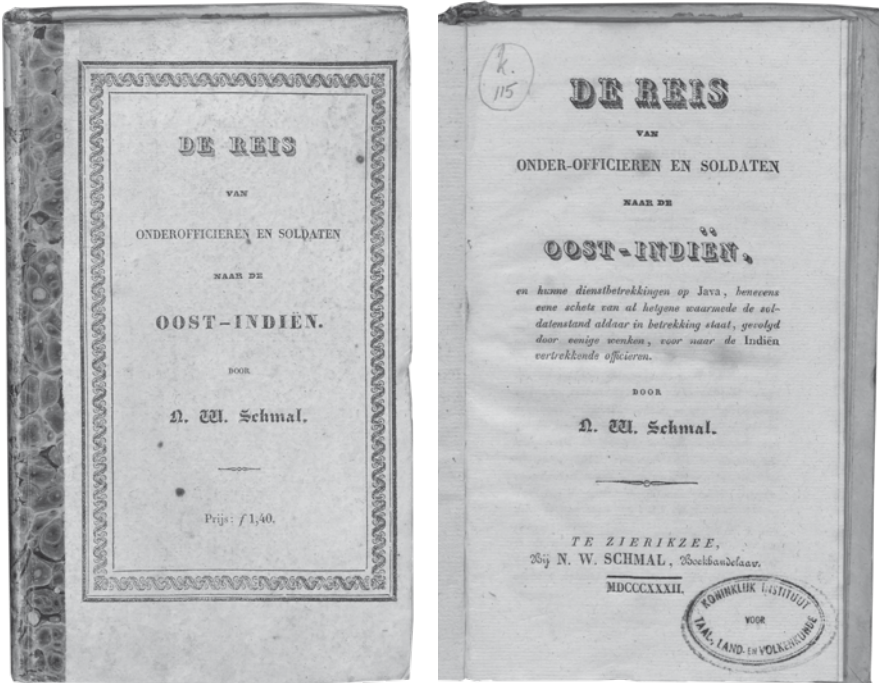 DE REIS
VAN
ONDEROFFICIEREN EN SOLDATEN
NAAR DE
OOST-INDIËN.
DOOR
N. W. Schmal.
Prijs: ƒ 1,40.
k.
115
DE REIS
VAN
ONDER-OFFICIEREN EN SOLDATEN
NAAR DE
OOST-INDIËN,
en hunne dienstbetrekkingen op Java, benevens
eene schets van al hetgene waarmede de sol-
datenstand aldaar in betrekking staat, gevolgd
door eenige wenken, voor naar de Indiën
vertrekkende officieren.
DOOR
N. W. Schmal.
TE ZIERIKZEE,
Bij N. W. SCHMAL, Boekhandelaar.
MDCCCXXXII.
KONINKLIJK INSTITUUT
VOOR
TAAL, LAND- EN VOLKENKUNDE